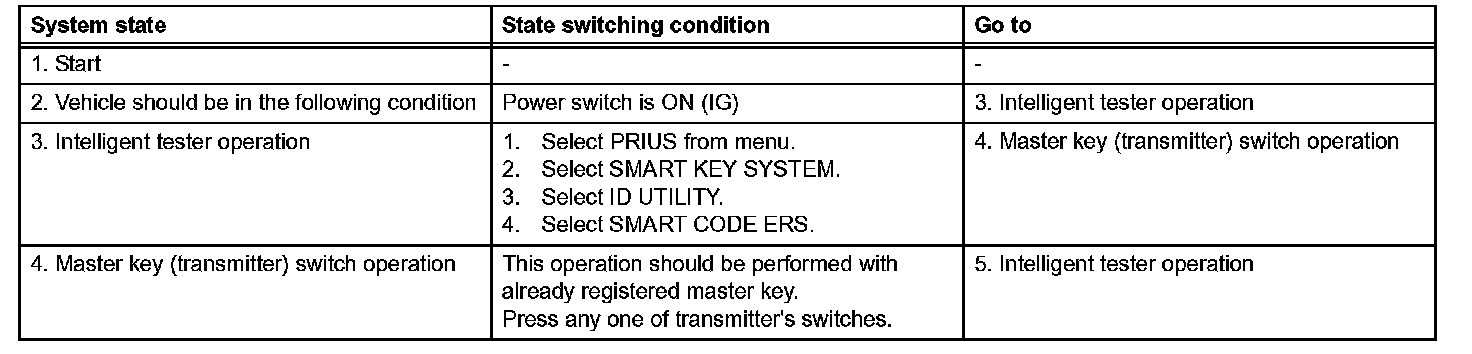 System state State switching condition Go to
1. Start - -
2. Vehicle should be in the following condition Power switch is ON (IG) 3. Intelligent tester operation
3. Intelligent tester operation 1. Select PRIUS from menu. 4. Master key (transmitter) switch operation
2. Select SMART KEY SYSTEM.
3. Select ID UTILITY.
4. Select SMART CODE ERS.
4. Master key (transmitter) switch operation This operation should be performed with 5. Intelligent tester operation
already registered master key.
Press any one of transmitter's switches.